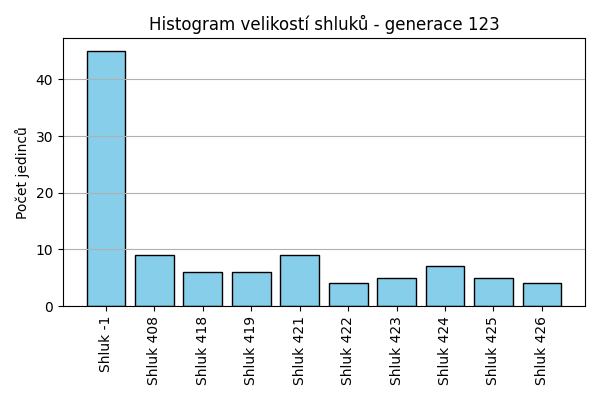 Histogram velikostí shluků - generace 123
Počet jedinců
40
30
20
10
0
Shluk -1
Shluk 408
Shluk 418
Shluk 419
Shluk 421
Shluk 422
Shluk 423
Shluk 424
Shluk 425
Shluk 426